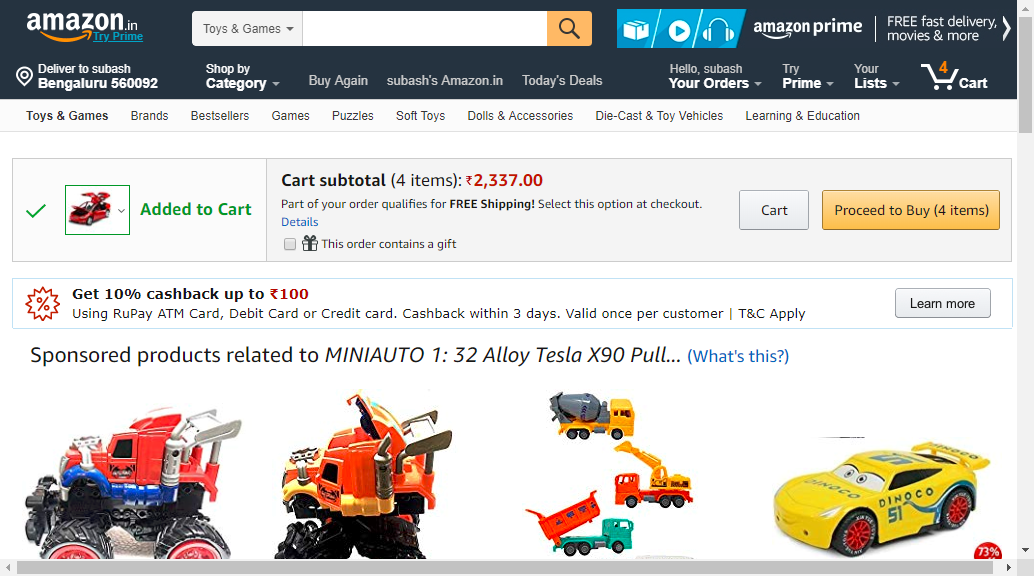 amazon.in
Try Prime
Toys & Games
amazon prime
FREE fast delivery,
movies & more
Deliver to subash
Bengaluru 560092
Shop by
Category
Buy Again
subash's Amazon.in
Today's Deals
Hello, subash
Your Orders
Try
Prime
Your
Lists
4
Cart
Toys & Games Brands Bestsellers Games Puzzles Soft Toys Dolls & Accessories Die-Cast & Toy Vehicles Learning & Education
Added to Cart
Cart subtotal (4 items): ₹2,337.00
Part of your order qualifies for FREE Shipping! Select this option at checkout.
Details
This order contains a gift
Cart
Proceed to Buy (4 items)
Get 10% cashback up to ₹100
Using RuPay ATM Card, Debit Card or Credit card. Cashback within 3 days. Valid once per customer | T&C Apply
Learn more
Sponsored products related to MINIAUTO 1: 32 Alloy Tesla X90 Pull... (What's this?)
DINOCO
51
DINOCO
73%